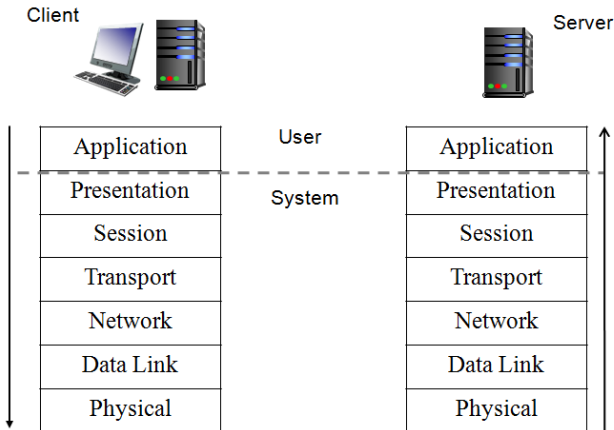 Client
Server
User
System
Application
Presentation
Session
Transport
Network
Data Link
Physical
Application
Presentation
Session
Transport
Network
Data Link
Physical